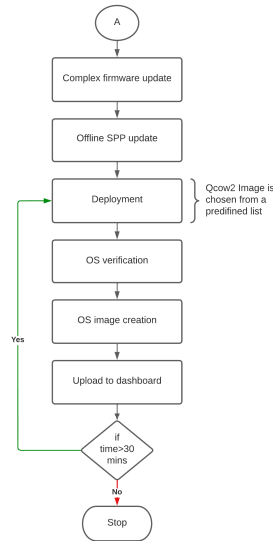 A
Complex firmware update
Offline SPP update
Deployment
Qcow2 Image is
chosen from a
predifined list
OS verification
OS image creation
Upload to dashboard
if
time>30
mins
Yes
No
Stop